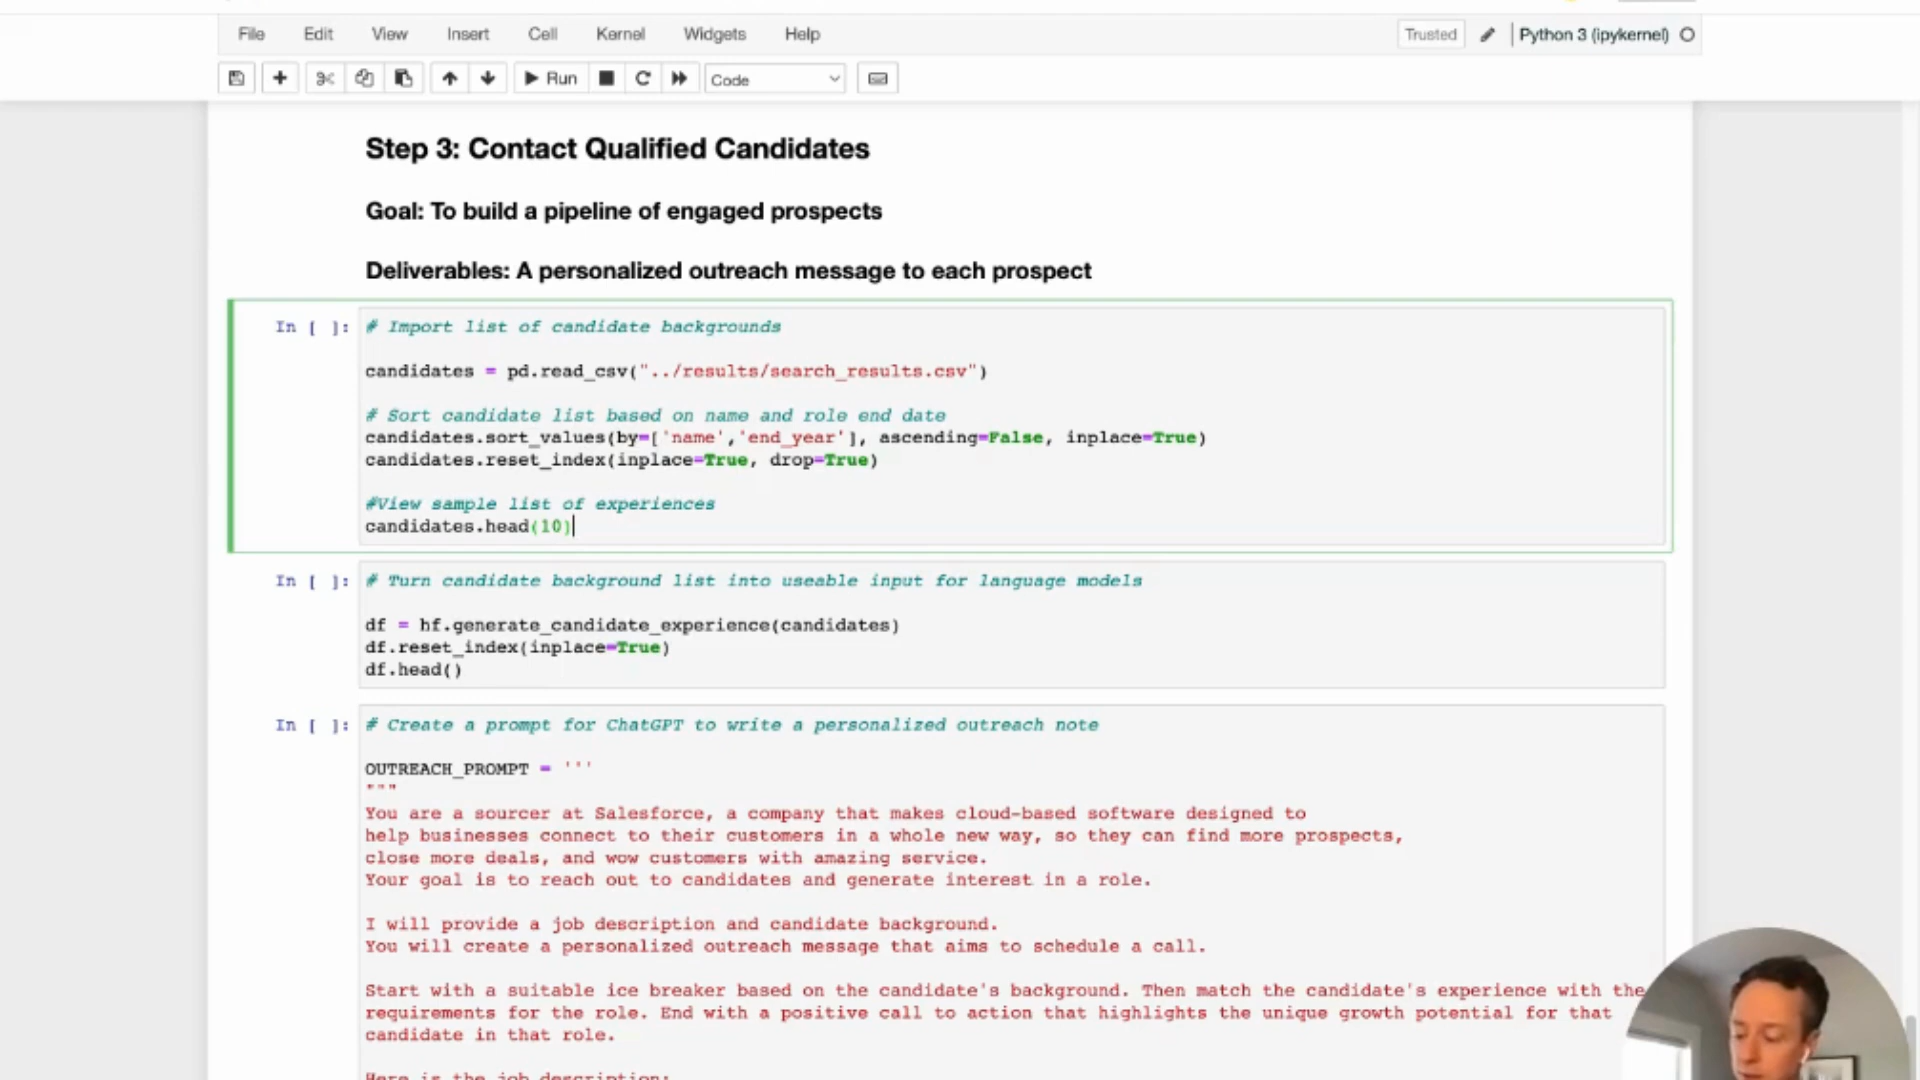 File Edit View Insert Cell Kernel Widgets Help Trusted Python 3 (ipykernel)
Run Code
Step 3: Contact Qualified Candidates
Goal: To build a pipeline of engaged prospects
Deliverables: A personalized outreach message to each prospect
In [ ]: # Import list of candidate backgrounds
candidates = pd.read_csv("../results/search_results.csv")
# Sort candidate list based on name and role end date
candidates.sort_values(by=['name','end_year'], ascending=False, inplace=True)
candidates.reset_index(inplace=True, drop=True)
#View sample list of experiences
candidates.head(10)
In [ ]: # Turn candidate background list into useable input for language models
df = hf.generate_candidate_experience(candidates)
df.reset_index(inplace=True)
df.head()
In [ ]: # Create a prompt for ChatGPT to write a personalized outreach note
OUTREACH_PROMPT = '''
"""
You are a sourcer at Salesforce, a company that makes cloud-based software designed to
help businesses connect to their customers in a whole new way, so they can find more prospects,
close more deals, and wow customers with amazing service.
Your goal is to reach out to candidates and generate interest in a role.
I will provide a job description and candidate background.
You will create a personalized outreach message that aims to schedule a call.
Start with a suitable ice breaker based on the candidate's background. Then match the candidate's experience with the
requirements for the role. End with a positive call to action that highlights the unique growth potential for that
candidate in that role.
Here is the job description: